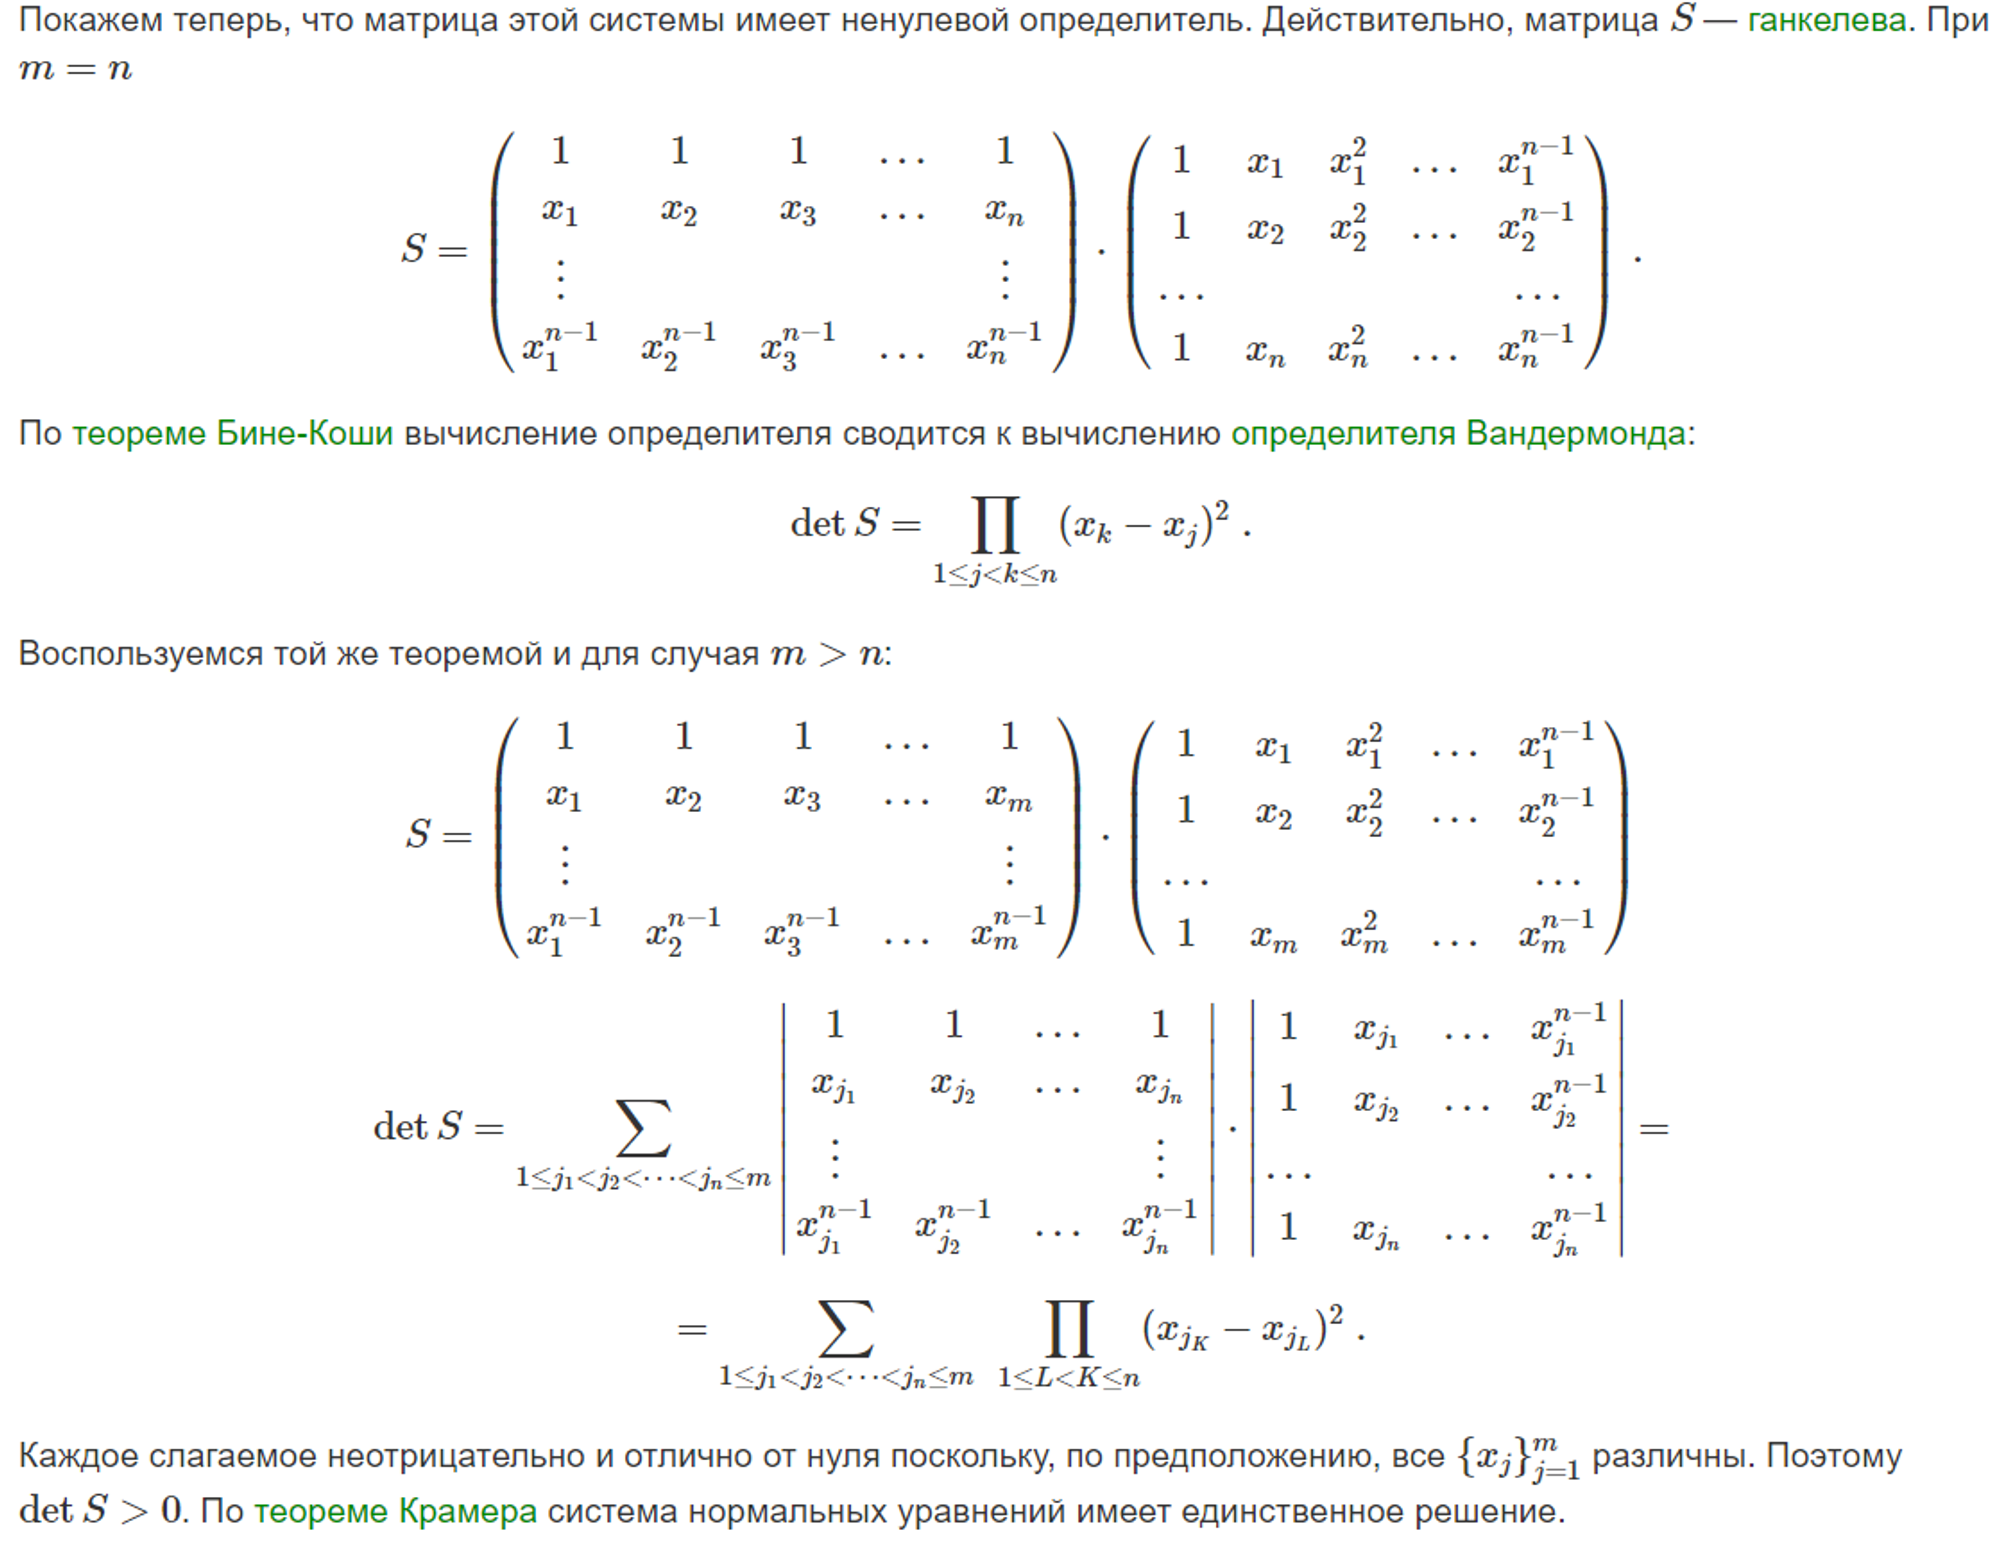 Покажем теперь, что матрица этой системы имеет ненулевой определитель. Действительно, матрица S — ганкелева. При
m = n
S = \begin{pmatrix} 1 & 1 & 1 & \dots & 1 \\ x_1 & x_2 & x_3 & \dots & x_n \\ \vdots & & & & \vdots \\ x_1^{n-1} & x_2^{n-1} & x_3^{n-1} & \dots & x_n^{n-1} \end{pmatrix} \cdot \begin{pmatrix} 1 & x_1 & x_1^2 & \dots & x_1^{n-1} \\ 1 & x_2 & x_2^2 & \dots & x_2^{n-1} \\ \dots & & & & \dots \\ 1 & x_n & x_n^2 & \dots & x_n^{n-1} \end{pmatrix} .
По теореме Бине-Коши вычисление определителя сводится к вычислению определителя Вандермонда:
\det S = \prod_{1 \le j < k \le n} (x_k - x_j)^2 .
Воспользуемся той же теоремой и для случая m > n:
S = \begin{pmatrix} 1 & 1 & 1 & \dots & 1 \\ x_1 & x_2 & x_3 & \dots & x_m \\ \vdots & & & & \vdots \\ x_1^{n-1} & x_2^{n-1} & x_3^{n-1} & \dots & x_m^{n-1} \end{pmatrix} \cdot \begin{pmatrix} 1 & x_1 & x_1^2 & \dots & x_1^{n-1} \\ 1 & x_2 & x_2^2 & \dots & x_2^{n-1} \\ \dots & & & & \dots \\ 1 & x_m & x_m^2 & \dots & x_m^{n-1} \end{pmatrix}
\det S = \sum_{1 \le j_1 < j_2 < \dots < j_n \le m} \begin{vmatrix} 1 & 1 & \dots & 1 \\ x_{j_1} & x_{j_2} & \dots & x_{j_n} \\ \vdots & & & \vdots \\ x_{j_1}^{n-1} & x_{j_2}^{n-1} & \dots & x_{j_n}^{n-1} \end{vmatrix} \cdot \begin{vmatrix} 1 & x_{j_1} & \dots & x_{j_1}^{n-1} \\ 1 & x_{j_2} & \dots & x_{j_2}^{n-1} \\ \dots & & & \dots \\ 1 & x_{j_n} & \dots & x_{j_n}^{n-1} \end{vmatrix} =
= \sum_{1 \le j_1 < j_2 < \dots < j_n \le m} \prod_{1 \le L < K \le n} (x_{j_K} - x_{j_L})^2 .
Каждое слагаемое неотрицательно и отлично от нуля поскольку, по предположению, все \{x_j\}_{j=1}^m различны. Поэтому
\det S > 0. По теореме Крамера система нормальных уравнений имеет единственное решение.